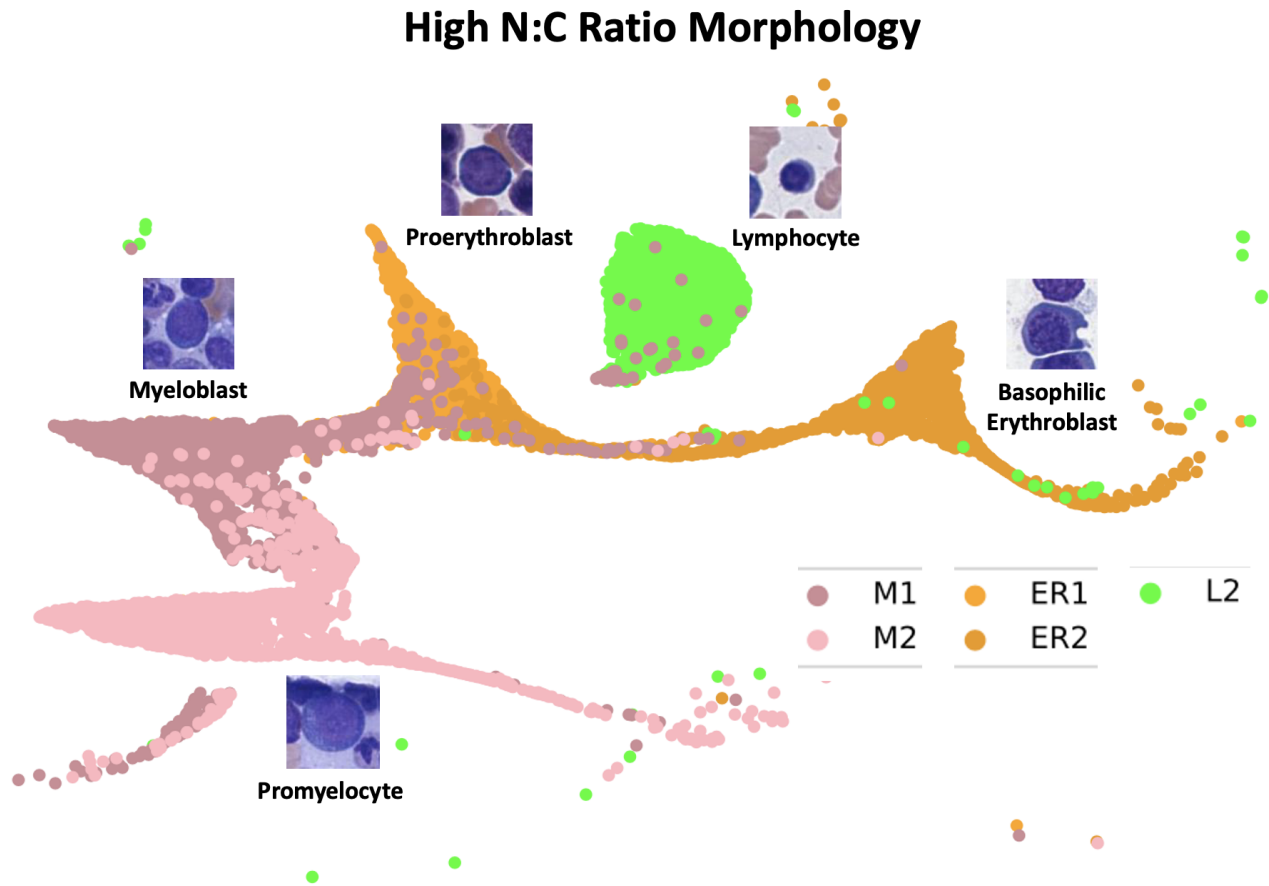 High N:C Ratio Morphology
Proerythroblast
Lymphocyte
Myeloblast
Basophilic
Erythroblast
M1
ER1
L2
M2
ER2
Promyelocyte